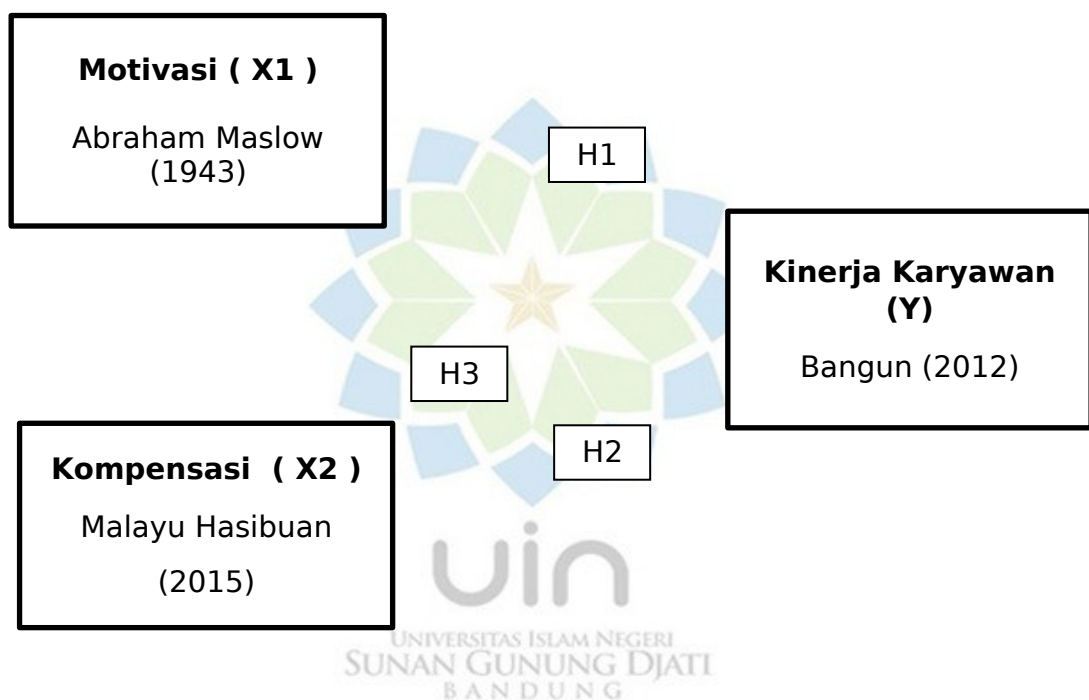 Motivasi ( X1 )
Abraham Maslow
(1943)
H1
Kinerja Karyawan
(Y)
Bangun (2012)
H3
H2
Kompensasi  ( X2 )
Malayu Hasibuan
(2015)
uin
UNIVERSITAS ISLAM NEGERI
SUNAN GUNUNG DJATI
BANDUNG